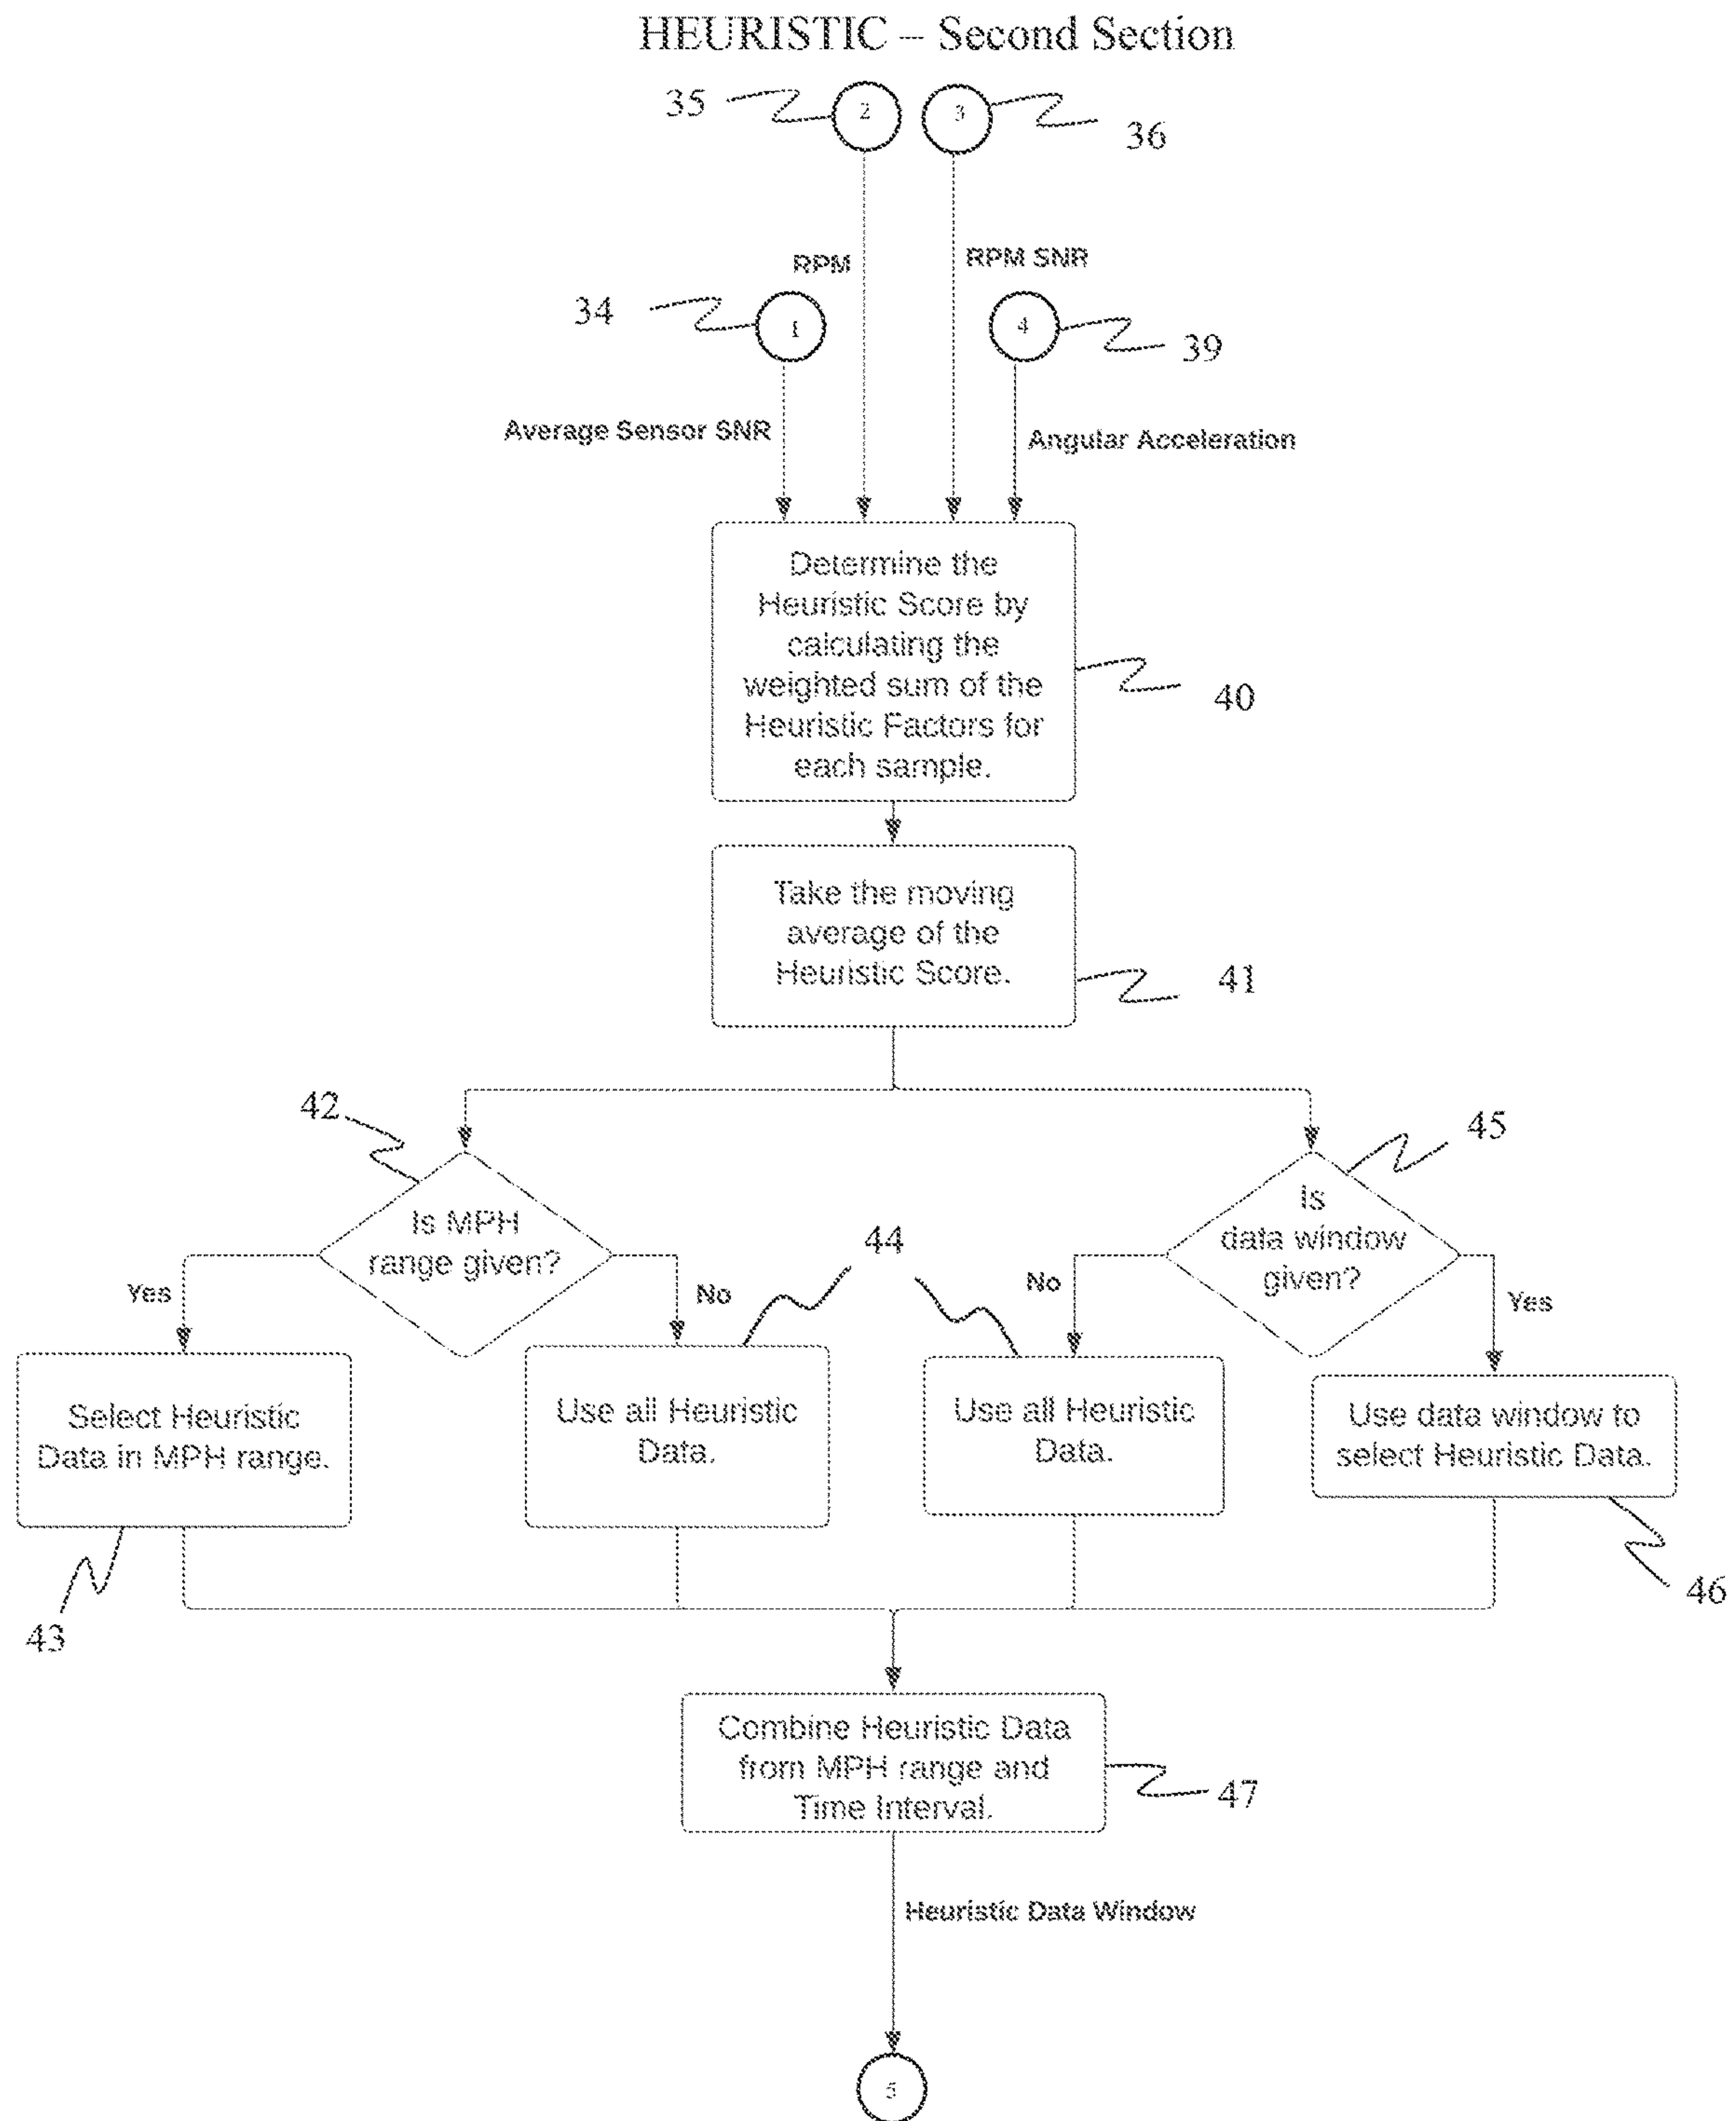 HEURISTIC – Second Section
35
2
3
36
RPM
RPM SNR
34
1
4
39
Average Sensor SNR
Angular Acceleration
Determine the
Heuristic Score by
calculating the
weighted sum of the
Heuristic Factors for
each sample.
40
Take the moving
average of the
Heuristic Score.
41
42
45
Is MPH
range given?
44
Is
data window
given?
Yes
No
No
Yes
Select Heuristic
Data in MPH range.
Use all Heuristic
Data.
Use all Heuristic
Data.
Use data window to
select Heuristic Data.
43
46
Combine Heuristic Data
from MPH range and
Time Interval.
47
Heuristic Data Window
5